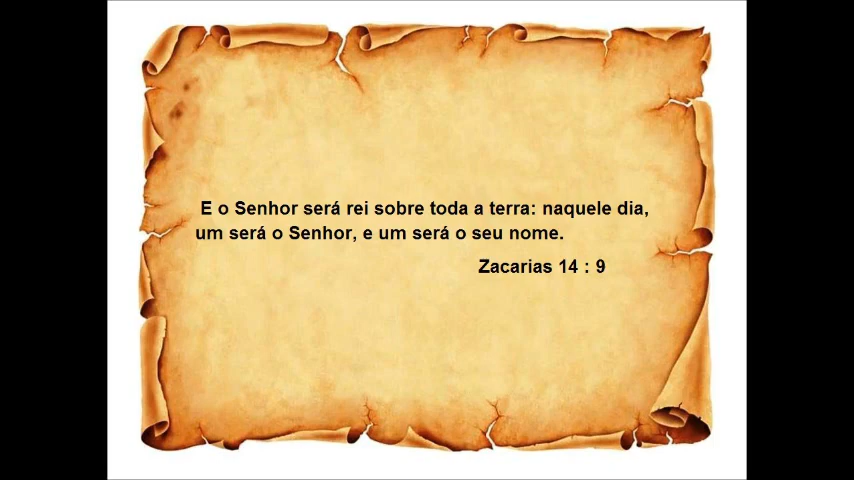 E o Senhor será rei sobre toda a terra: naquele dia,
um será o Senhor, e um será o seu nome.
Zacarias 14 : 9